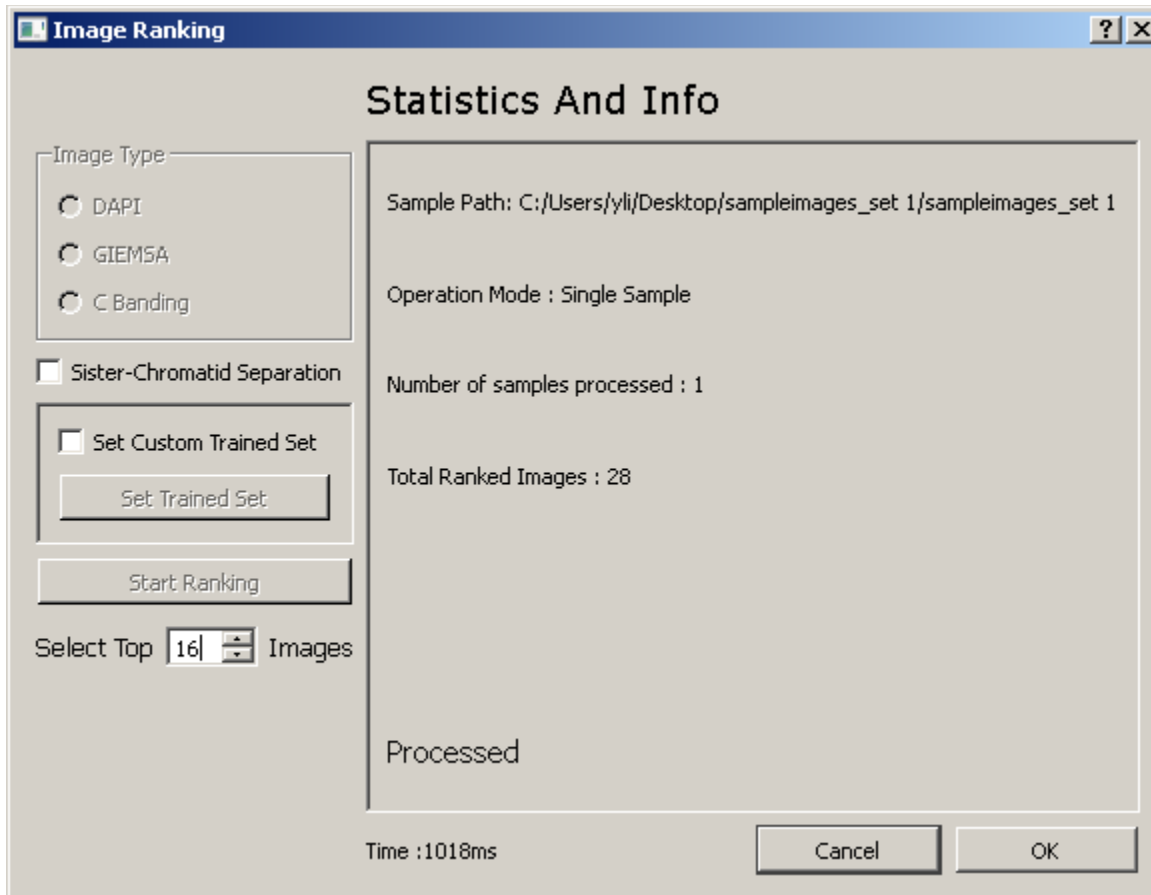 Image Ranking
Statistics And Info
Image Type
DAPI
GIEMSA
C Banding
Sister-Chromatid Separation
Set Custom Trained Set
Set Trained Set
Start Ranking
Select Top 16 Images
Sample Path: C:/Users/yli/Desktop/sampleimages_set 1/sampleimages_set 1
Operation Mode : Single Sample
Number of samples processed : 1
Total Ranked Images : 28
Processed
Time :1018ms
Cancel
OK